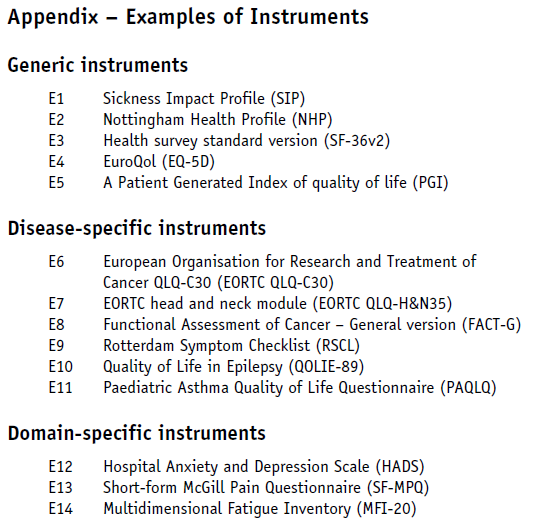 Appendix – Examples of Instruments
Generic instruments
E1 Sickness Impact Profile (SIP)
E2 Nottingham Health Profile (NHP)
E3 Health survey standard version (SF-36v2)
E4 EuroQol (EQ-5D)
E5 A Patient Generated Index of quality of life (PGI)
Disease-specific instruments
E6 European Organisation for Research and Treatment of
Cancer QLQ-C30 (EORTC QLQ-C30)
E7 EORTC head and neck module (EORTC QLQ-H&N35)
E8 Functional Assessment of Cancer – General version (FACT-G)
E9 Rotterdam Symptom Checklist (RSCL)
E10 Quality of Life in Epilepsy (QOLIE-89)
E11 Paediatric Asthma Quality of Life Questionnaire (PAQLQ)
Domain-specific instruments
E12 Hospital Anxiety and Depression Scale (HADS)
E13 Short-form McGill Pain Questionnaire (SF-MPQ)
E14 Multidimensional Fatigue Inventory (MFI-20)